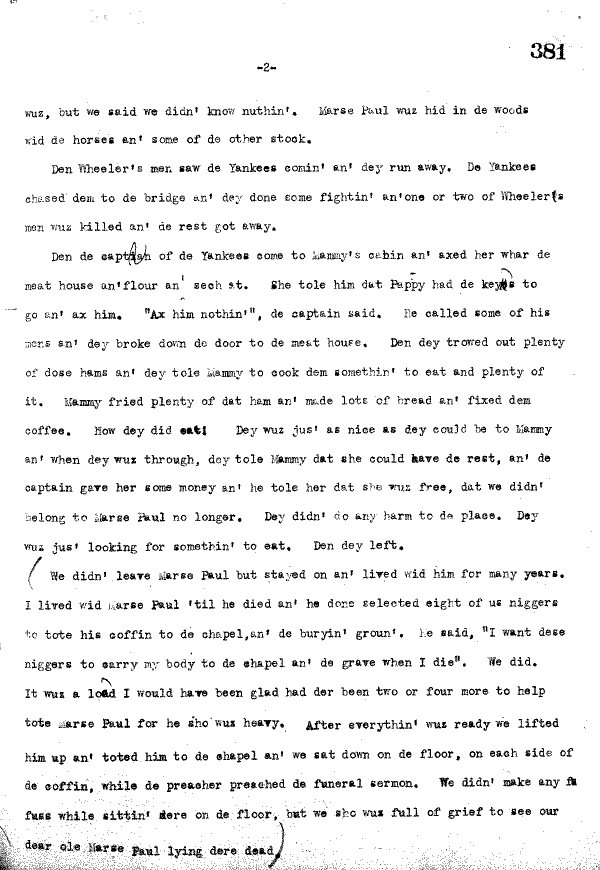 381
-2-
wuz, but we said we didn' know nuthin'. Marse Paul wuz hid in de woods
wid de horses an' some of de other stock.
Den Wheeler's men saw de Yankees comin' an' dey run away. De Yankees
chased dem to de bridge an' dey done some fightin' an'one or two of Wheeler's
men wuz killed an' de rest got away.
Den de captain of de Yankees come to Mammy's cabin an' axed her whar de
meat house an'flour an' sech at. She tole him dat Pappy had de keys to
go an' ax him. "Ax him nothin'", de captain said. He called some of his
mens an' dey broke down de door to de meat house. Den dey trowed out plenty
of dose hams an' dey tole Mammy to cook dem somethin' to eat and plenty of
it. Mammy fried plenty of dat ham an' made lots of bread an' fixed dem
coffee. How dey did eat! Dey wuz jus' as nice as dey could be to Mammy
an' when dey wuz through, dey tole Mammy dat she could have de rest, an' de
captain gave her some money an' he tole her dat she wuz free, dat we didn'
belong to Marse Paul no longer. Dey didn' do any harm to de place. Dey
wuz jus' looking for somethin' to eat. Den dey left.
We didn' leave Marse Paul but stayed on an' lived wid him for many years.
I lived wid Marse Paul 'til he died an' he done selected eight of us niggers
to tote his coffin to de chapel,an' de buryin' groun'. He said, "I want dese
niggers to carry my body to de chapel an' de grave when I die". We did.
It wuz a load I would have been glad had der been two or four more to help
tote Marse Paul for he sho wuz heavy. After everythin' wuz ready we lifted
him up an' toted him to de chapel an' we sat down on de floor, on each side of
de coffin, while de preacher preached de funeral sermon. We didn' make any fu
fuss while sittin' dere on de floor, but we sho wuz full of grief to see our
dear ole Marse Paul lying dere dead.